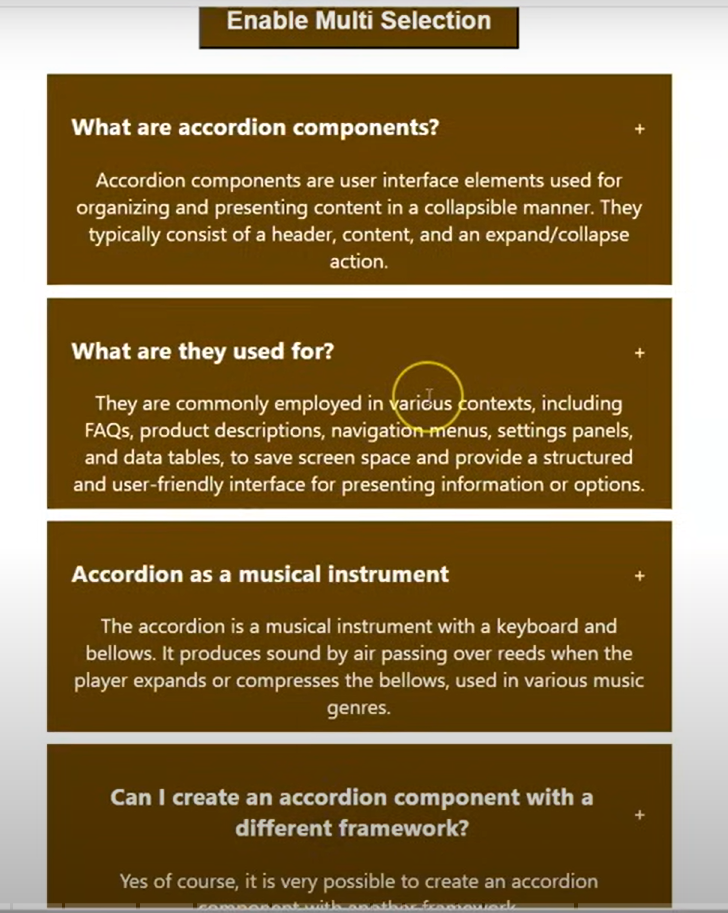 Enable Multi Selection
What are accordion components?
+
Accordion components are user interface elements used for
organizing and presenting content in a collapsible manner. They
typically consist of a header, content, and an expand/collapse
action.
What are they used for?
+
They are commonly employed in various contexts, including
FAQs, product descriptions, navigation menus, settings panels,
and data tables, to save screen space and provide a structured
and user-friendly interface for presenting information or options.
Accordion as a musical instrument
+
The accordion is a musical instrument with a keyboard and
bellows. It produces sound by air passing over reeds when the
player expands or compresses the bellows, used in various music
genres.
Can I create an accordion component with a
different framework?
+
Yes of course, it is very possible to create an accordion
component with another framework